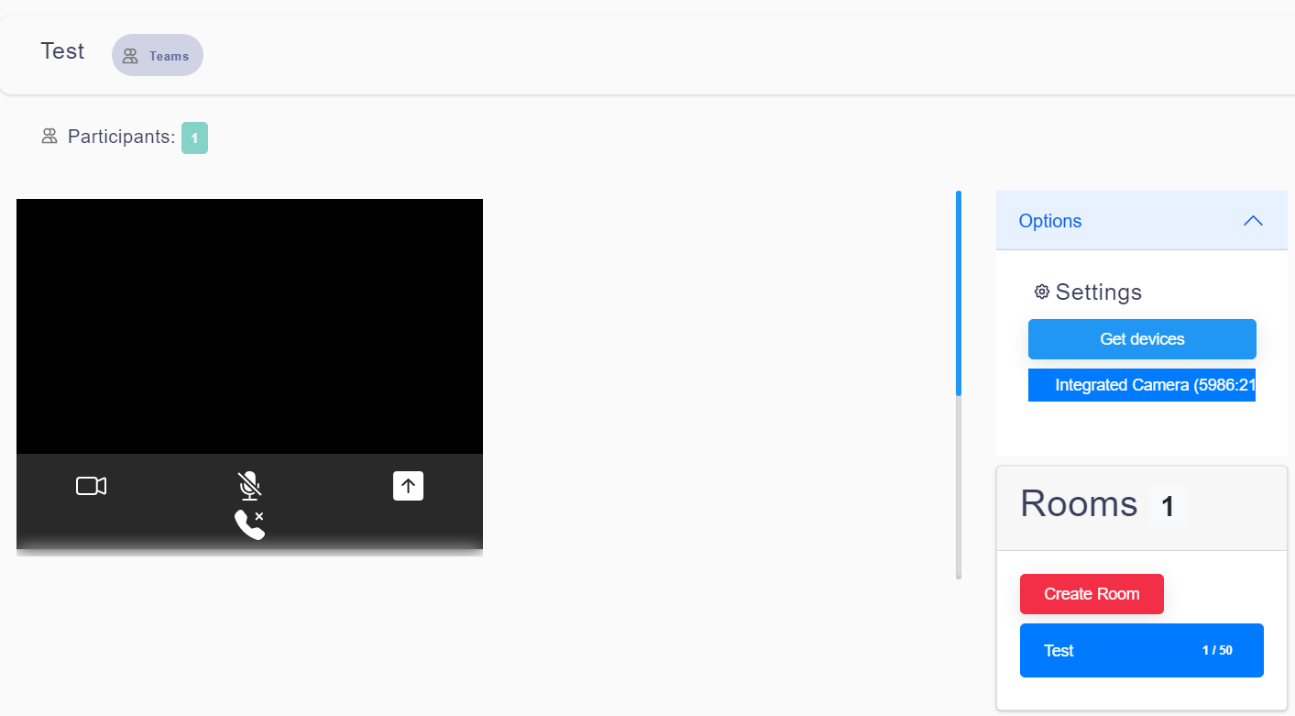 Test
Teams
Participants: 1
Options
Settings
Get devices
Integrated Camera (5986:21
Rooms 1
Create Room
Test 1 / 50